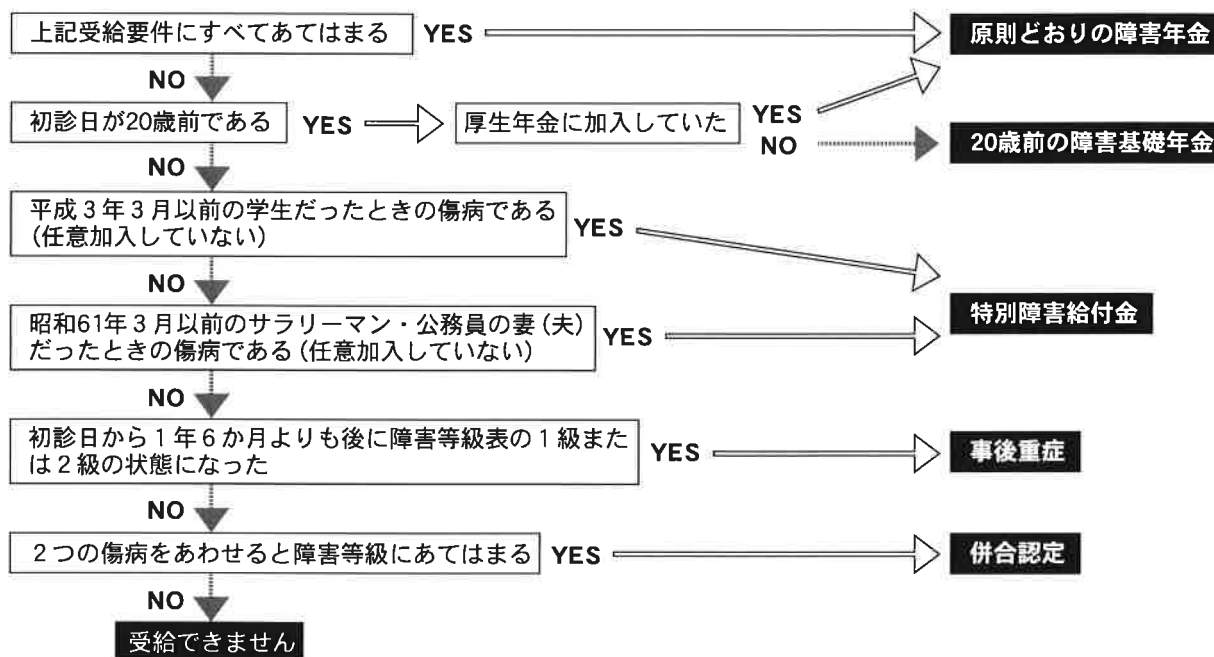 上記受給要件にすべてあてはまる YES 原則どおりの障害年金
NO
初診日が20歳前である YES 厚生年金に加入していた YES
NO 20歳前の障害基礎年金
NO
平成3年3月以前の学生だったときの傷病である
(任意加入していない) YES
NO
特別障害給付金
昭和61年3月以前のサラリーマン・公務員の妻(夫)
だったときの傷病である(任意加入していない) YES
NO
初診日から1年6か月よりも後に障害等級表の1級また
は2級の状態になった YES 事後重症
NO
2つの傷病をあわせると障害等級にあてはまる YES 併合認定
NO
受給できません